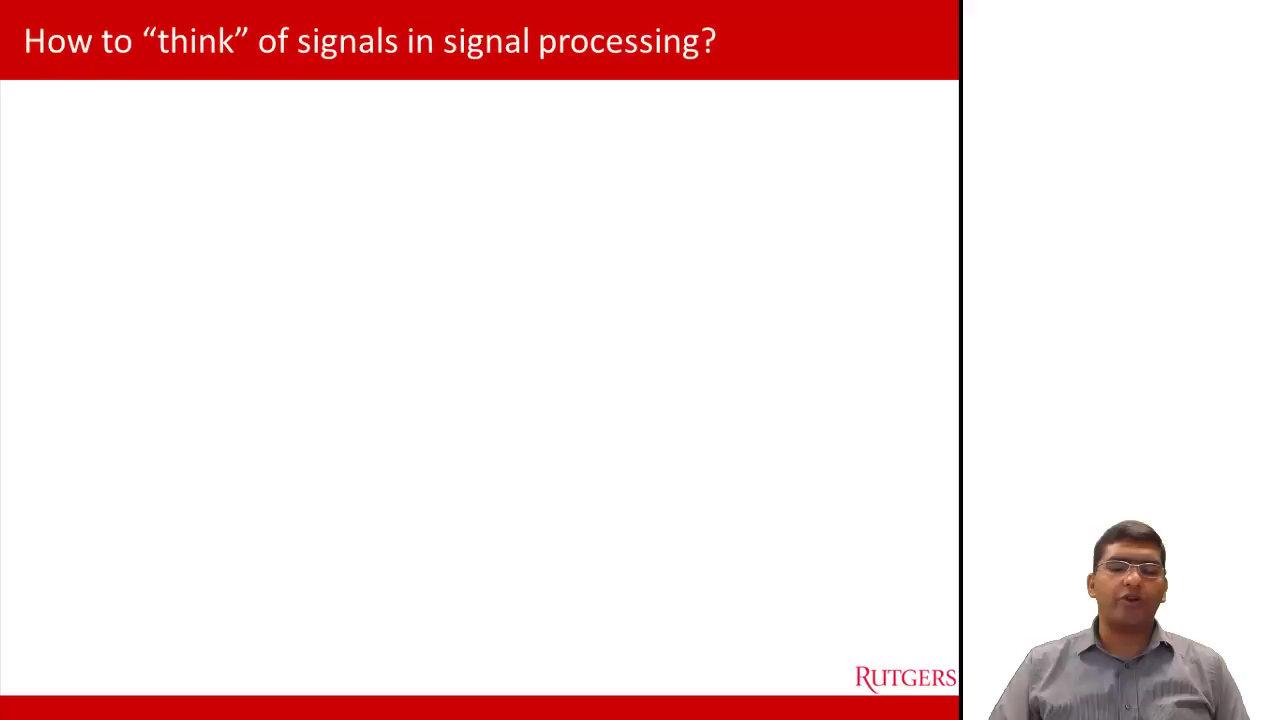 How to “think” of signals in signal processing?
RUTGERS